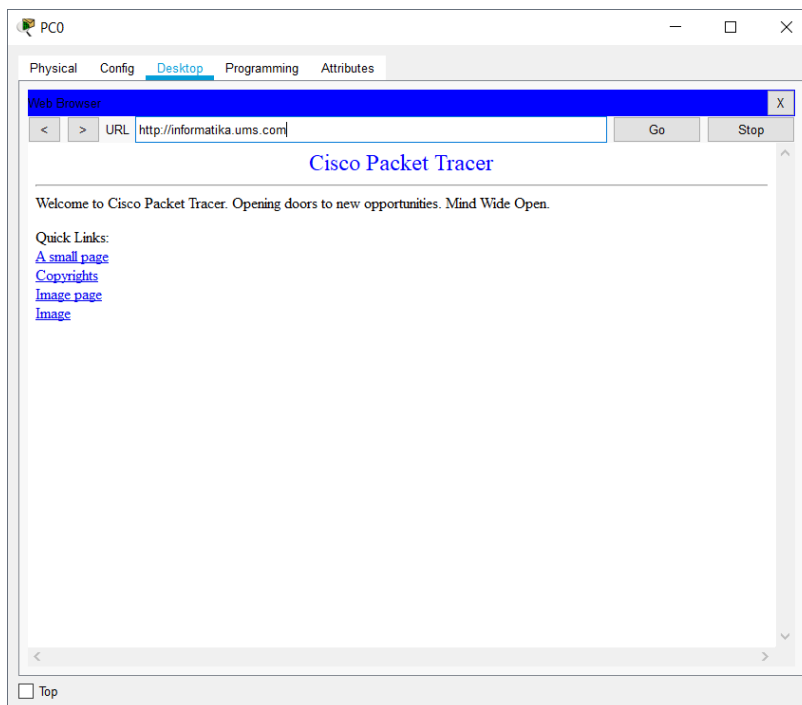 PC0
Physical Config Desktop Programming Attributes
Web Browser X
< > URL http://informatika.ums.com Go Stop
Cisco Packet Tracer
Welcome to Cisco Packet Tracer. Opening doors to new opportunities. Mind Wide Open.
Quick Links:
A small page
Copyrights
Image page
Image
Top